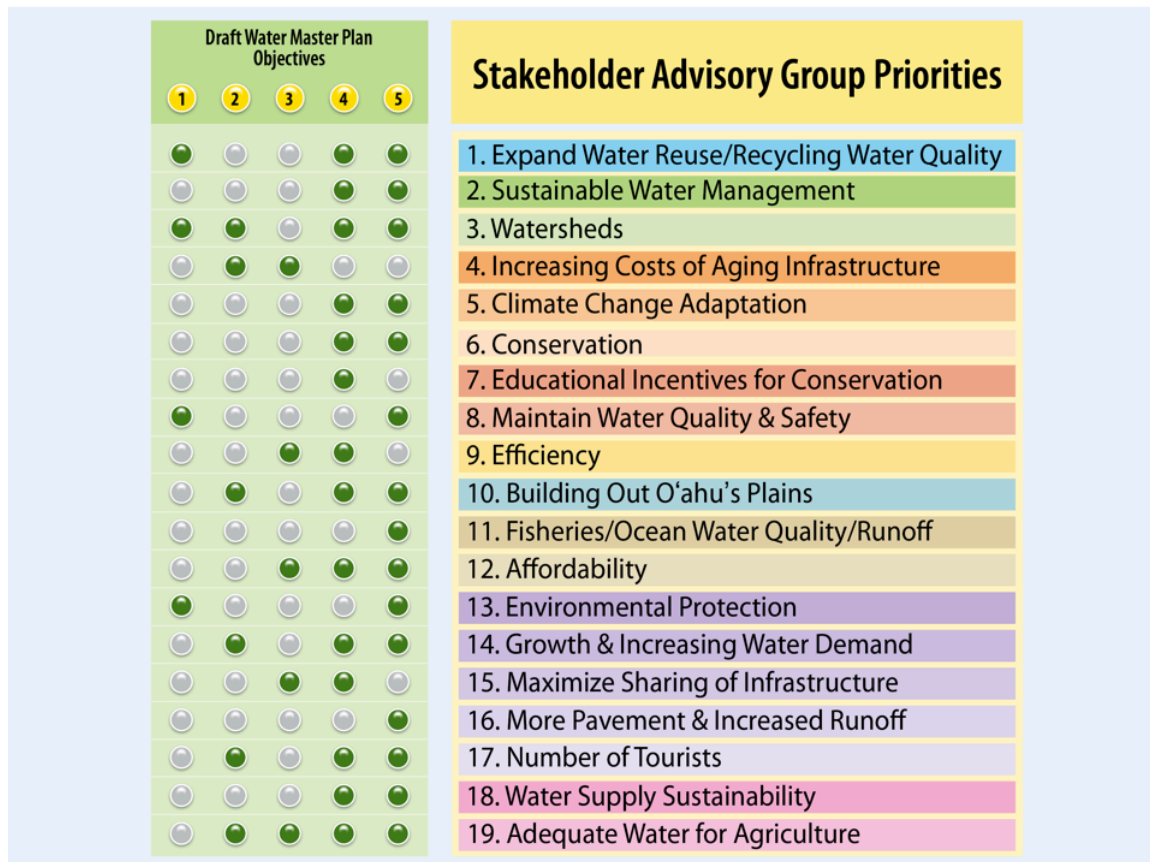 Draft Water Master Plan
Objectives
1 2 3 4 5
Stakeholder Advisory Group Priorities
1. Expand Water Reuse/Recycling Water Quality
2. Sustainable Water Management
3. Watersheds
4. Increasing Costs of Aging Infrastructure
5. Climate Change Adaptation
6. Conservation
7. Educational Incentives for Conservation
8. Maintain Water Quality & Safety
9. Efficiency
10. Building Out Oʻahu’s Plains
11. Fisheries/Ocean Water Quality/Runoff
12. Affordability
13. Environmental Protection
14. Growth & Increasing Water Demand
15. Maximize Sharing of Infrastructure
16. More Pavement & Increased Runoff
17. Number of Tourists
18. Water Supply Sustainability
19. Adequate Water for Agriculture